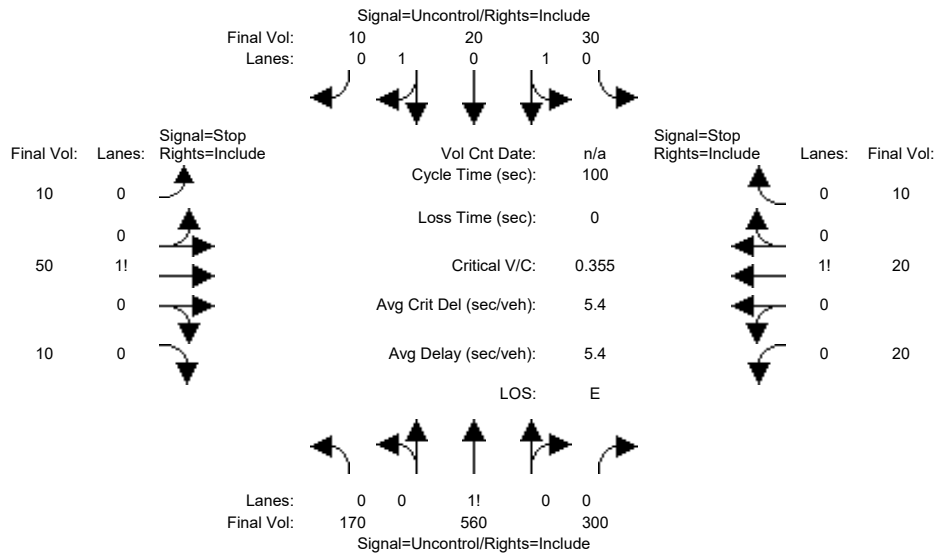 Signal=Uncontrol/Rights=Include
Final Vol: 10 20 30
Lanes: 0 1 0 1 0
Signal=Stop Signal=Stop
Final Vol: Lanes: Rights=Include Vol Cnt Date: n/a Rights=Include Lanes: Final Vol:
Cycle Time (sec): 100
10 0 0 10
Loss Time (sec): 0
0 0
50 1! Critical V/C: 0.355 1! 20
0 Avg Crit Del (sec/veh): 5.4 0
10 0 Avg Delay (sec/veh): 5.4 0 20
LOS: E
Lanes: 0 0 1! 0 0
Final Vol: 170 560 300
Signal=Uncontrol/Rights=Include